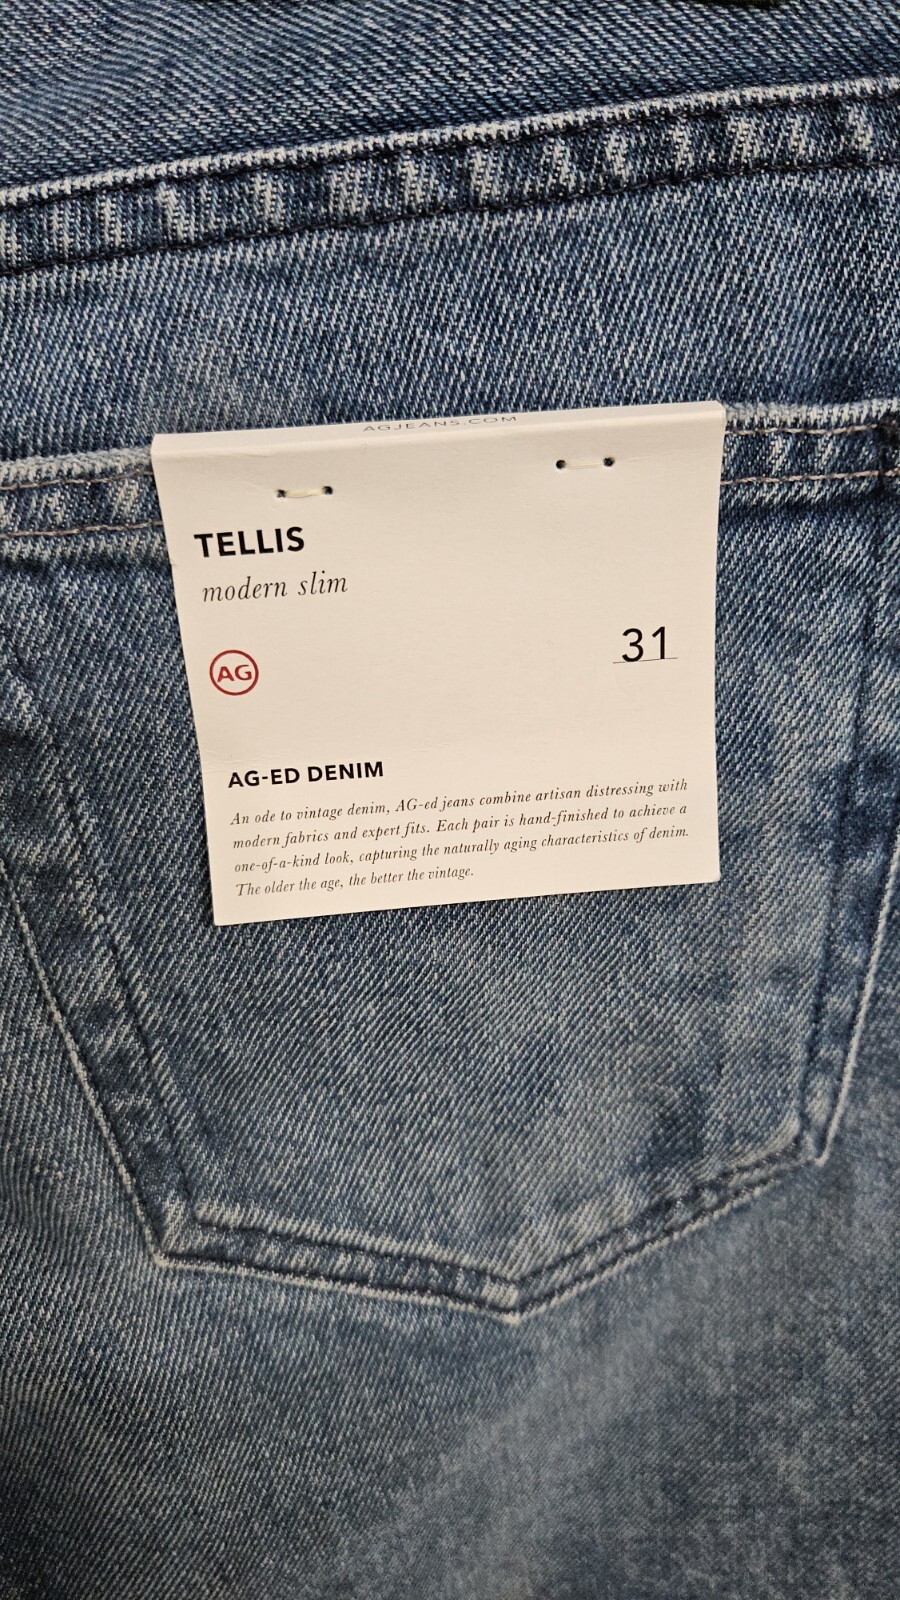 AGJEANS.COM
TELLIS
modern slim
AG
31
AG-ED DENIM
An ode to vintage denim, AG-ed jeans combine artisan distressing with
modern fabrics and expert fits. Each pair is hand-finished to achieve a
one-of-a-kind look, capturing the naturally aging characteristics of denim.
The older the age, the better the vintage.